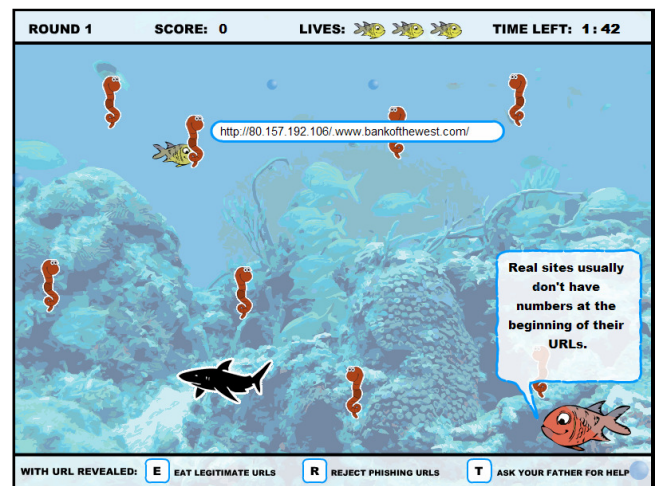 ROUND 1 SCORE: 0 LIVES: TIME LEFT: 1:42
http://80.157.192.106/.www.bankofthewest.com/
Real sites usually
don't have
numbers at the
beginning of their
URLs.
WITH URL REVEALED: E EAT LEGITIMATE URLS R REJECT PHISHING URLS T ASK YOUR FATHER FOR HELP